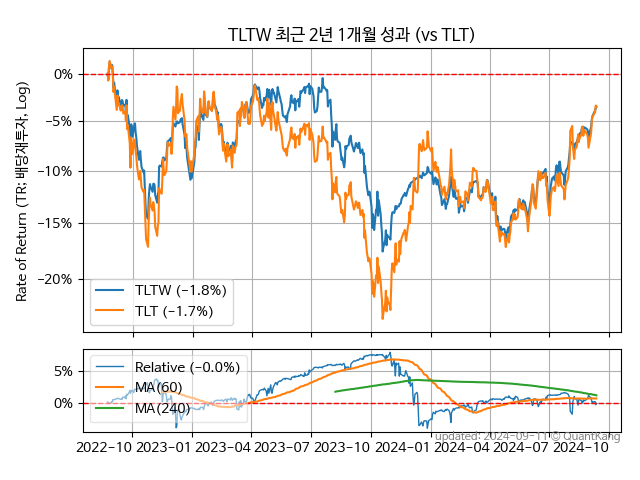 TLTW 최근 2년 1개월 성과 (vs TLT)
Rate of Return (TR: 배당재투자, Log)
0%
−5%
−10%
−15%
−20%
TLTW (−1.8%)
TLT (−1.7%)
5%
0%
Relative (−0.0%)
MA(60)
MA(240)
updated: 2024-09-11 © QuantKang
2022-10 2023-01 2023-04 2023-07 2023-10 2024-01 2024-04 2024-07 2024-10